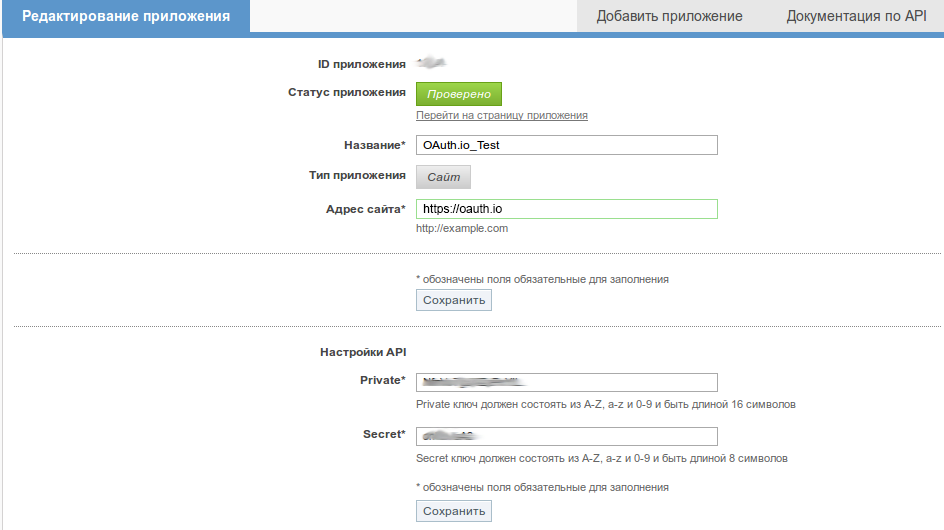 Редактирование приложения
Добавить приложение
Документация по API
ID приложения
Статус приложения Проверено
Перейти на страницу приложения
Название* OAuth.io_Test
Тип приложения Сайт
Адрес сайта* https://oauth.io
http://example.com
* обозначены поля обязательные для заполнения
Сохранить
Настройки API
Private*
Private ключ должен состоять из A-Z, a-z и 0-9 и быть длиной 16 символов
Secret*
Secret ключ должен состоять из A-Z, a-z и 0-9 и быть длиной 8 символов
* обозначены поля обязательные для заполнения
Сохранить